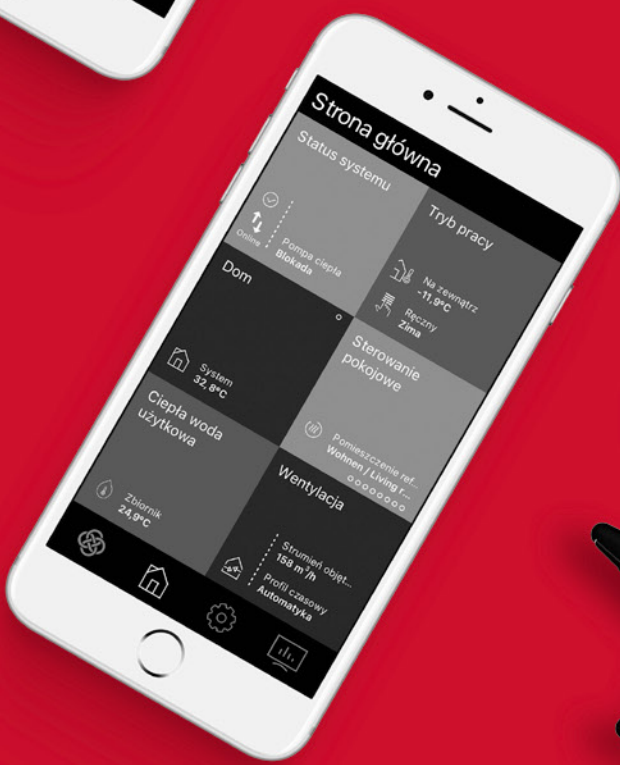 Strona główna
Status systemu
Online
Pompa ciepła
Blokada
Tryb pracy
Na zewnątrz
-11,9°C
Ręczny
Zima
Dom
System
32,8°C
Sterowanie
pokojowe
Pomieszczenie ref...
Wohnen / Living r...
Ciepła woda
użytkowa
Zbiornik
24,9°C
Wentylacja
Strumień objęt...
158 m³/h
Profil czasowy
Automatyka